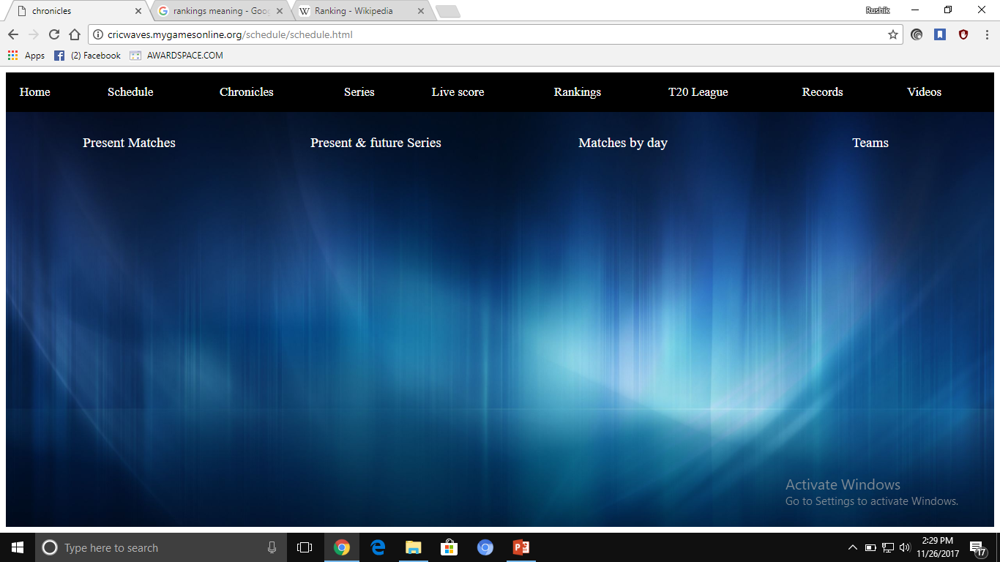 chronicles rankings meaning - Goo Ranking - Wikipedia Rushik
cricwaves.mygamesonline.org/schedule/schedule.html
Apps (2) Facebook AWARDSPACE.COM
Home Schedule Chronicles Series Live score Rankings T20 League Records Videos
Present Matches Present & future Series Matches by day Teams
Activate Windows
Go to Settings to activate Windows.
Type here to search
2:29 PM
11/26/2017
17